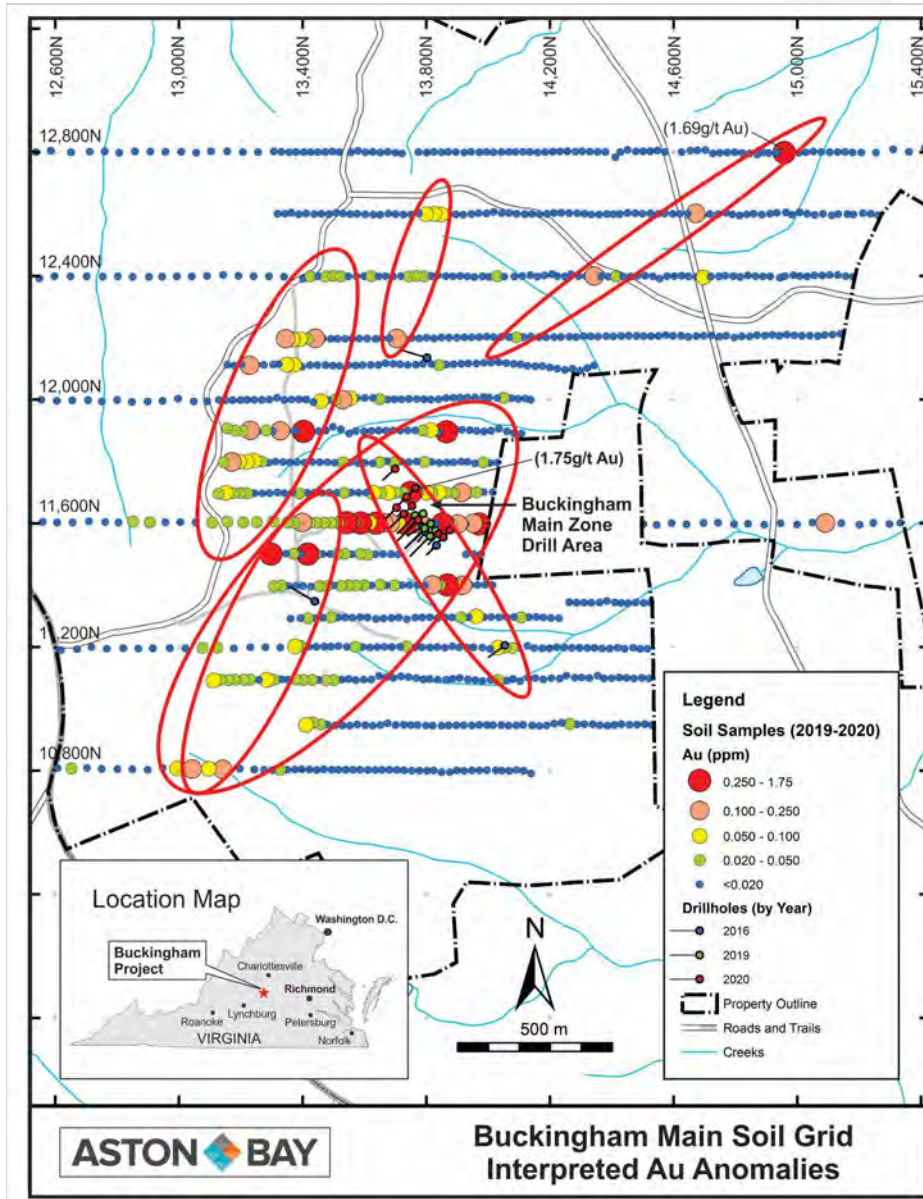 12,600N
13,000N
13,400N
13,800N
14,200N
14,600N
15,000N
15,400N
12,800N
12,400N
12,000N
11,600N
11,200N
10,800N
(1.69g/t Au)
(1.75g/t Au)
Buckingham
Main Zone
Drill Area
Legend
Soil Samples (2019-2020)
Au (ppm)
0.250 - 1.75
0.100 - 0.250
0.050 - 0.100
0.020 - 0.050
<0.020
Drillholes (by Year)
2016
2019
2020
Property Outline
Roads and Trails
Creeks
Location Map
Washington D.C.
Buckingham
Project
Charlottesville
Richmond
Lynchburg
Roanoke
Petersburg
Norfolk
VIRGINIA
N
500 m
ASTON BAY
Buckingham Main Soil Grid
Interpreted Au Anomalies